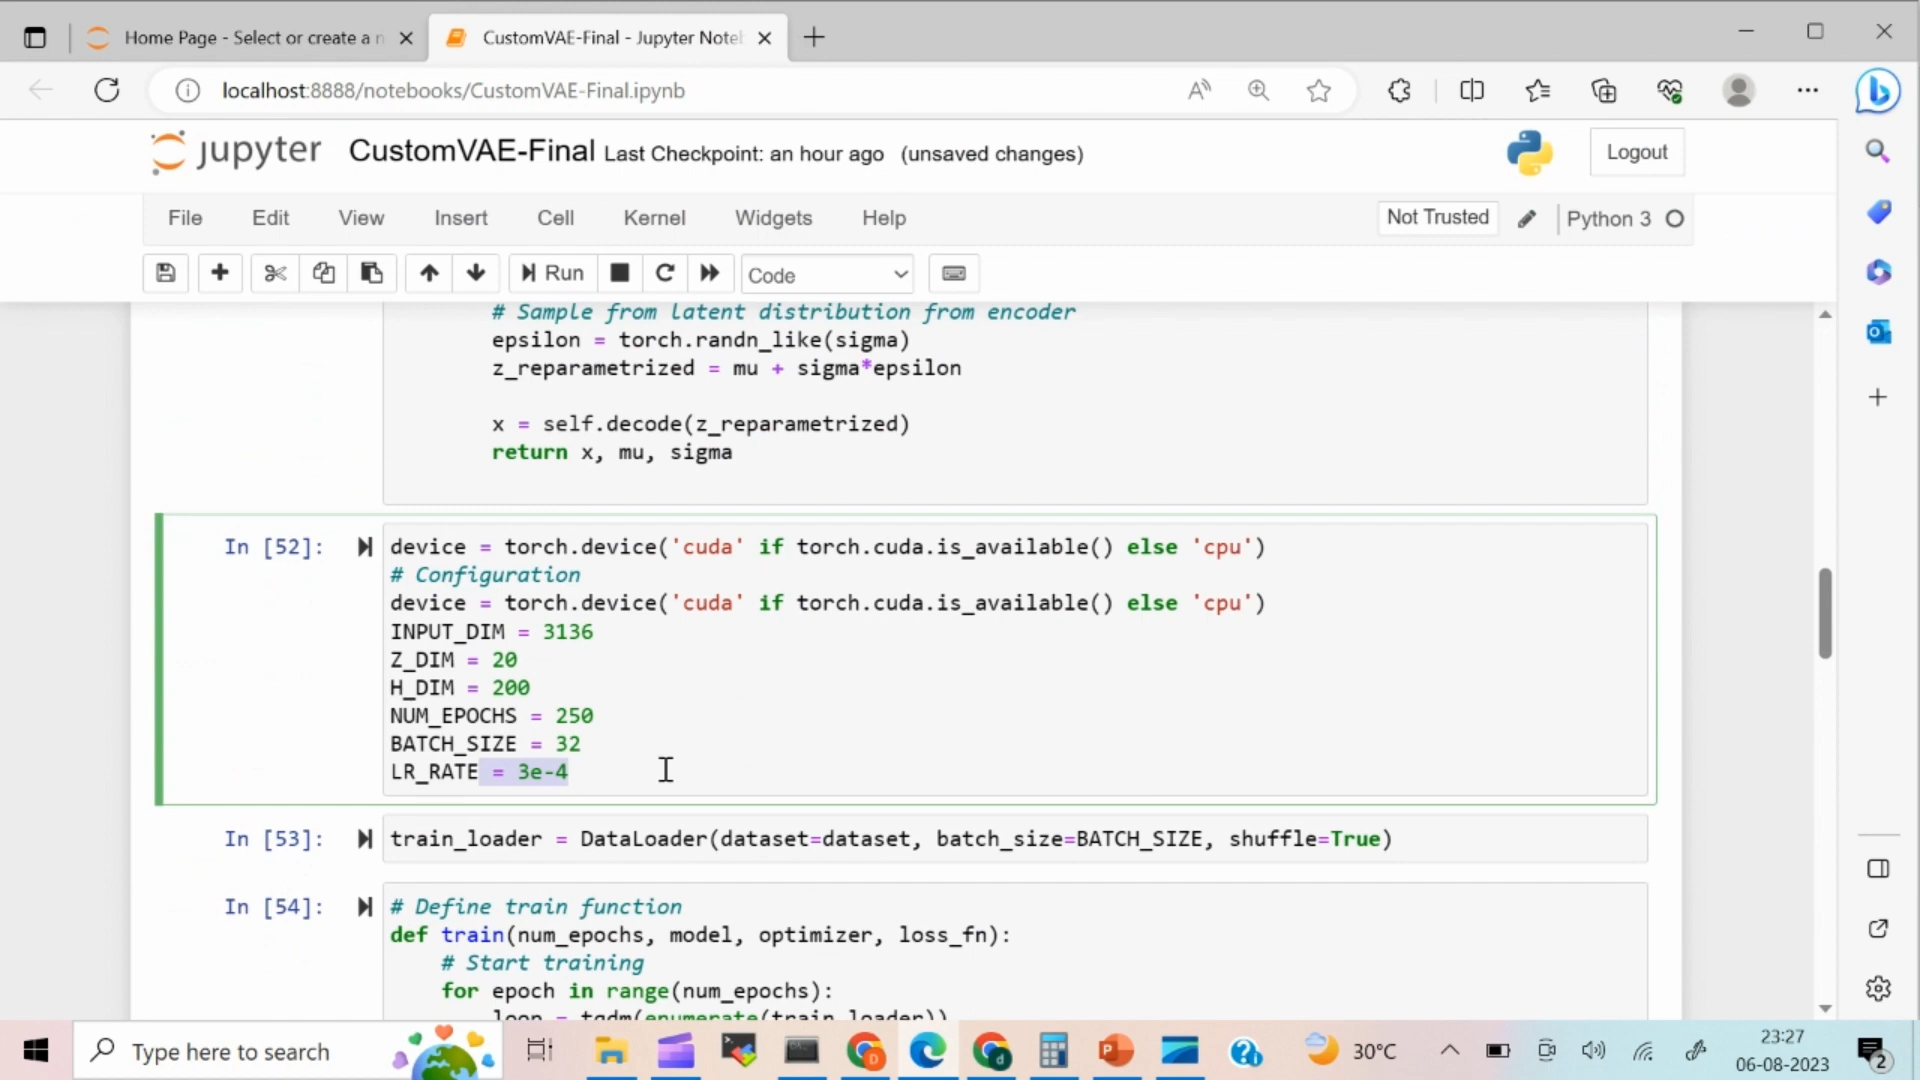 Home Page - Select or create a n
CustomVAE-Final - Jupyter Note
localhost:8888/notebooks/CustomVAE-Final.ipynb
jupyter CustomVAE-Final Last Checkpoint: an hour ago (unsaved changes)
Logout
File Edit View Insert Cell Kernel Widgets Help
Not Trusted
Python 3
Run
Code
# Sample from latent distribution from encoder
epsilon = torch.randn_like(sigma)
z_reparametrized = mu + sigma*epsilon
x = self.decode(z_reparametrized)
return x, mu, sigma
In [52]:
device = torch.device('cuda' if torch.cuda.is_available() else 'cpu')
# Configuration
device = torch.device('cuda' if torch.cuda.is_available() else 'cpu')
INPUT_DIM = 3136
Z_DIM = 20
H_DIM = 200
NUM_EPOCHS = 250
BATCH_SIZE = 32
LR_RATE = 3e-4
In [53]:
train_loader = DataLoader(dataset=dataset, batch_size=BATCH_SIZE, shuffle=True)
In [54]:
# Define train function
def train(num_epochs, model, optimizer, loss_fn):
# Start training
for epoch in range(num_epochs):
loop = tqdm(enumerate(train_loader))
Type here to search
30°C
23:27
06-08-2023
2